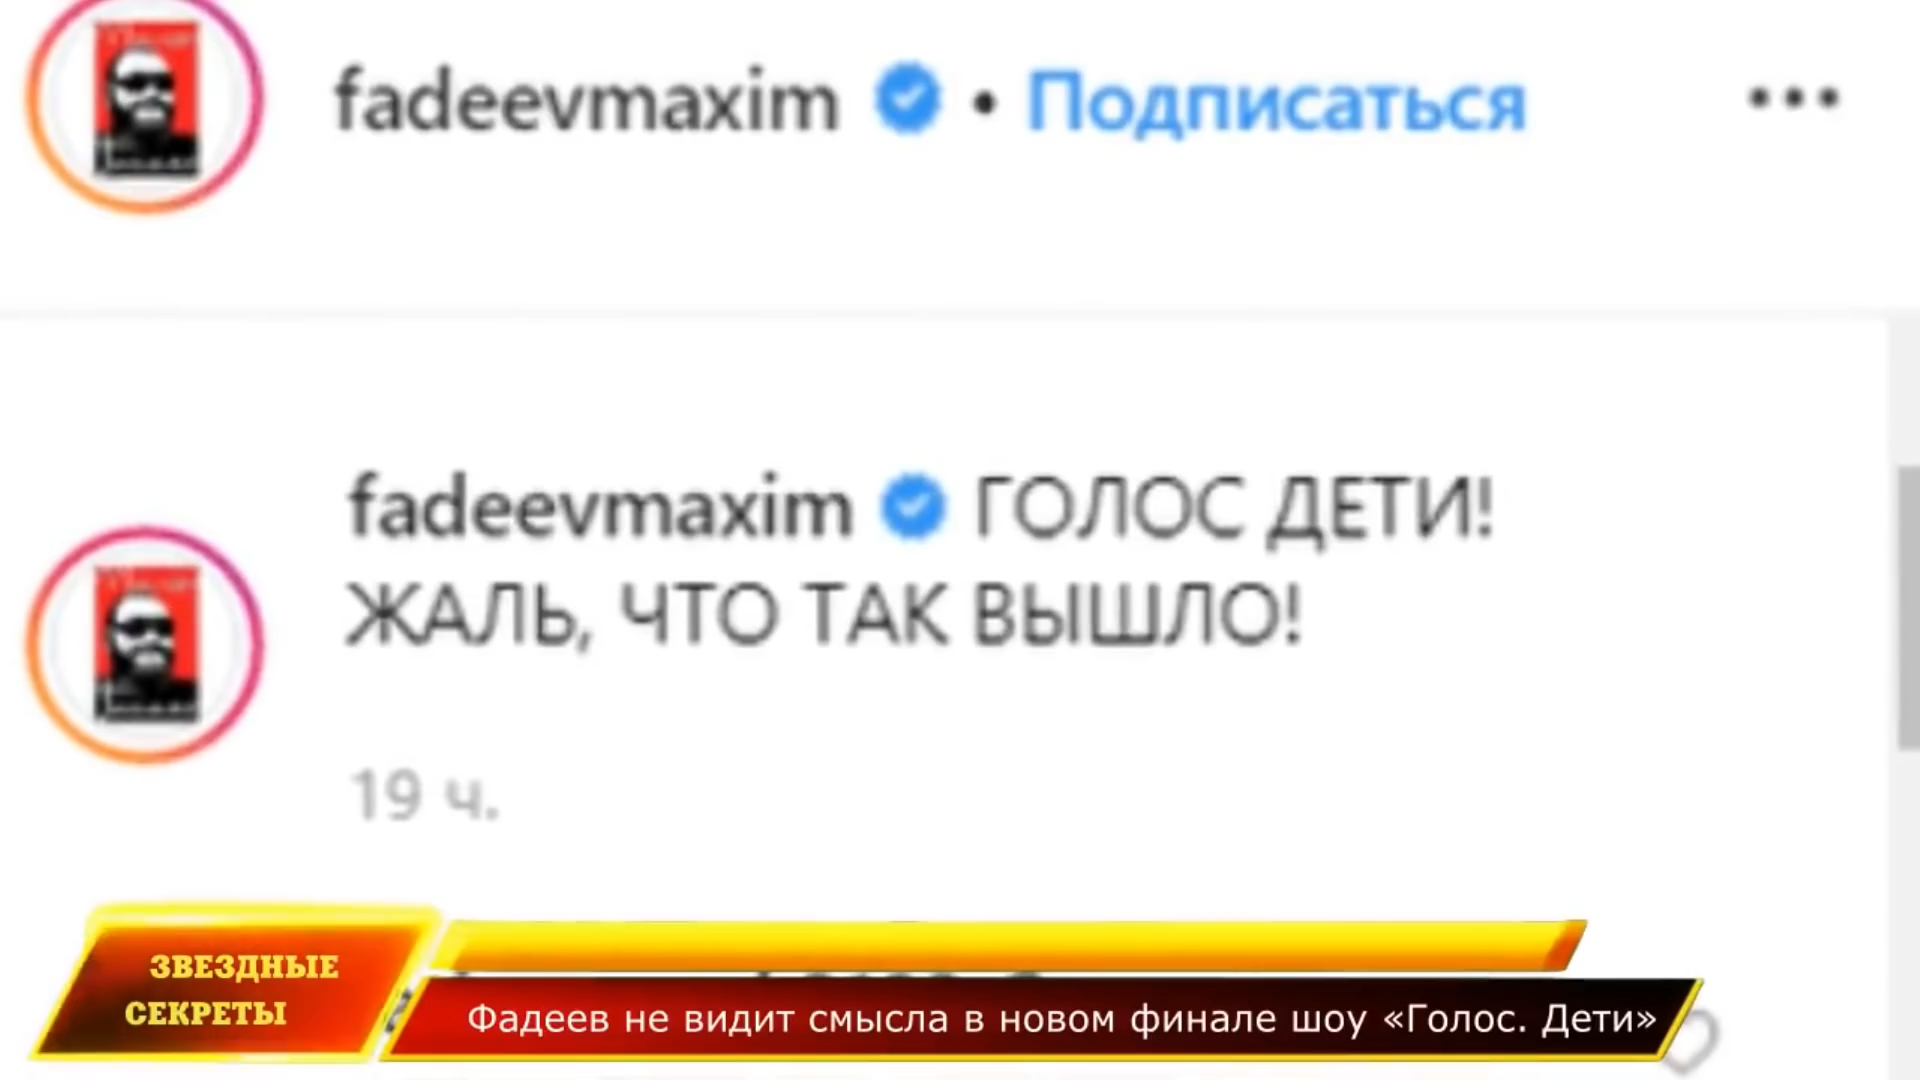 fadeevmaxim • Подписаться •••
fadeevmaxim ГОЛОС ДЕТИ!
ЖАЛЬ, ЧТО ТАК ВЫШЛО!
19 ч.
ЗВЕЗДНЫЕ
СЕКРЕТЫ
Фадеев не видит смысла в новом финале шоу «Голос. Дети»